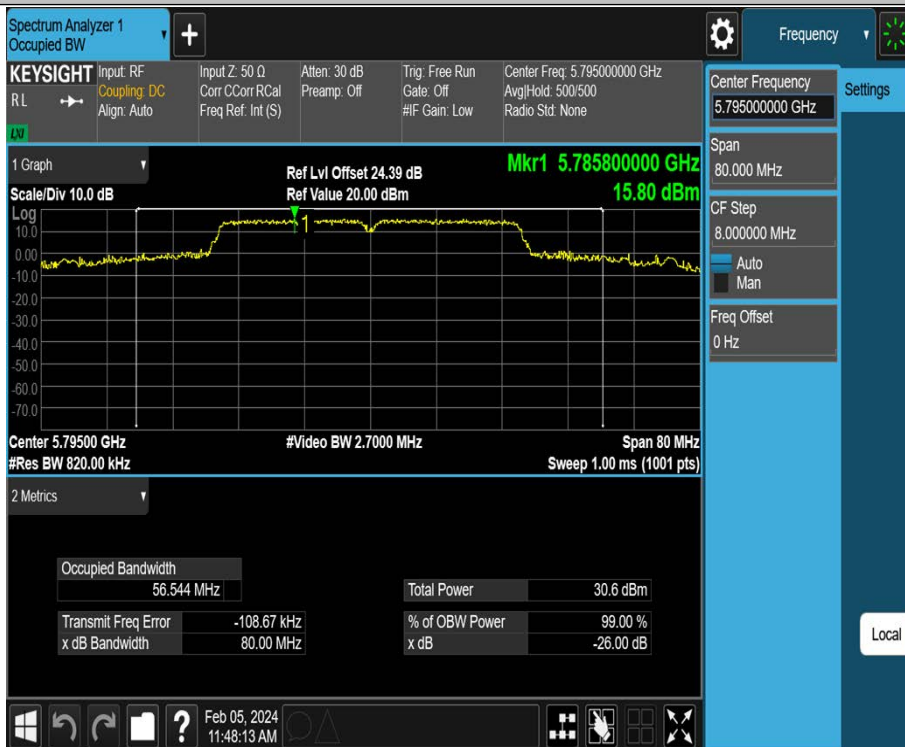 Spectrum Analyzer 1
Occupied BW
+
Frequency
KEYSIGHT
RL
LXI
Input: RF
Coupling: DC
Align: Auto
Input Z: 50 Ω
Corr CCorr RCal
Freq Ref: Int (S)
Atten: 30 dB
Preamp: Off
Trig: Free Run
Gate: Off
#IF Gain: Low
Center Freq: 5.795000000 GHz
Avg|Hold: 500/500
Radio Std: None
Center Frequency
5.795000000 GHz
Settings
Span
80.000 MHz
CF Step
8.000000 MHz
Auto
Man
Freq Offset
0 Hz
1 Graph
Scale/Div 10.0 dB
Ref Lvl Offset 24.39 dB
Ref Value 20.00 dBm
Mkr1 5.785800000 GHz
15.80 dBm
Log
10.0
0.00
-10.0
-20.0
-30.0
-40.0
-50.0
-60.0
-70.0
1
Center 5.79500 GHz
#Video BW 2.7000 MHz
Span 80 MHz
#Res BW 820.00 kHz
Sweep 1.00 ms (1001 pts)
2 Metrics
Occupied Bandwidth
56.544 MHz
Total Power 30.6 dBm
Transmit Freq Error -108.67 kHz
% of OBW Power 99.00 %
x dB Bandwidth 80.00 MHz
x dB -26.00 dB
Local
?
Feb 05, 2024
11:48:13 AM